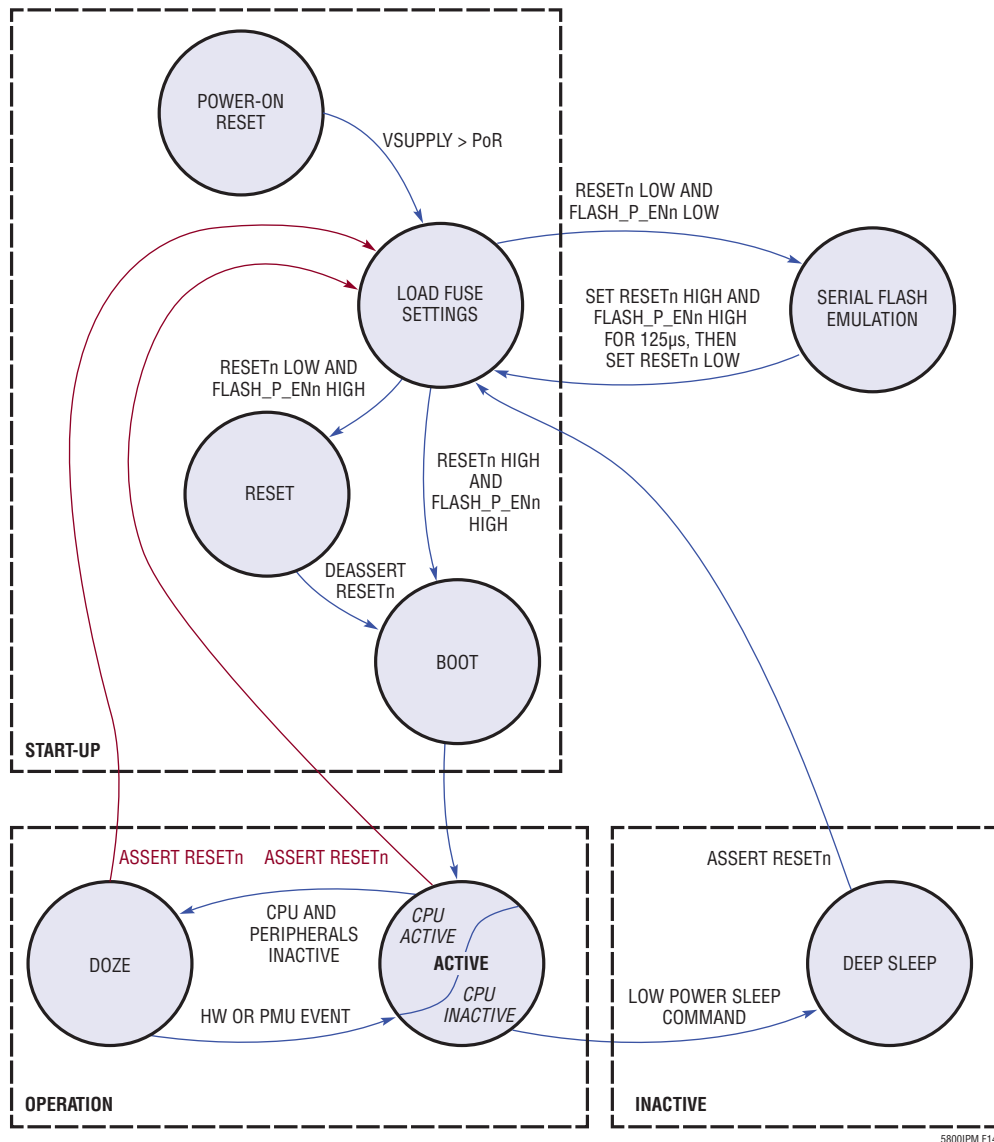 POWER-ON
RESET
VSUPPLY > PoR
RESETn LOW AND
FLASH_P_ENn LOW
LOAD FUSE
SETTINGS
SET RESETn HIGH AND
FLASH_P_ENn HIGH
FOR 125µs, THEN
SET RESETn LOW
SERIAL FLASH
EMULATION
RESETn LOW AND
FLASH_P_ENn HIGH
RESET
RESETn HIGH
AND
FLASH_P_ENn
HIGH
DEASSERT
RESETn
BOOT
START-UP
ASSERT RESETn
ASSERT RESETn
ASSERT RESETn
CPU AND
PERIPHERALS
INACTIVE
CPU
ACTIVE
ACTIVE
CPU
INACTIVE
DOZE
HW OR PMU EVENT
LOW POWER SLEEP
COMMAND
DEEP SLEEP
OPERATION
INACTIVE
5800IPM F14